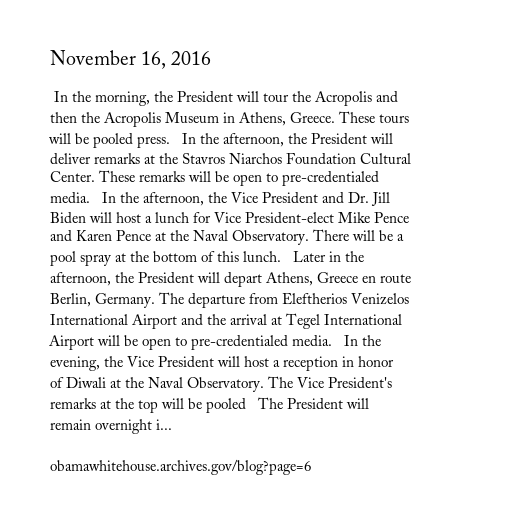 November 16, 2016
In the morning, the President will tour the Acropolis and
then the Acropolis Museum in Athens, Greece. These tours
will be pooled press.   In the afternoon, the President will
deliver remarks at the Stavros Niarchos Foundation Cultural
Center. These remarks will be open to pre-credentialed
media.   In the afternoon, the Vice President and Dr. Jill
Biden will host a lunch for Vice President-elect Mike Pence
and Karen Pence at the Naval Observatory. There will be a
pool spray at the bottom of this lunch.   Later in the
afternoon, the President will depart Athens, Greece en route
Berlin, Germany. The departure from Eleftherios Venizelos
International Airport and the arrival at Tegel International
Airport will be open to pre-credentialed media.   In the
evening, the Vice President will host a reception in honor
of Diwali at the Naval Observatory. The Vice President's
remarks at the top will be pooled   The President will
remain overnight i...
obamawhitehouse.archives.gov/blog?page=6